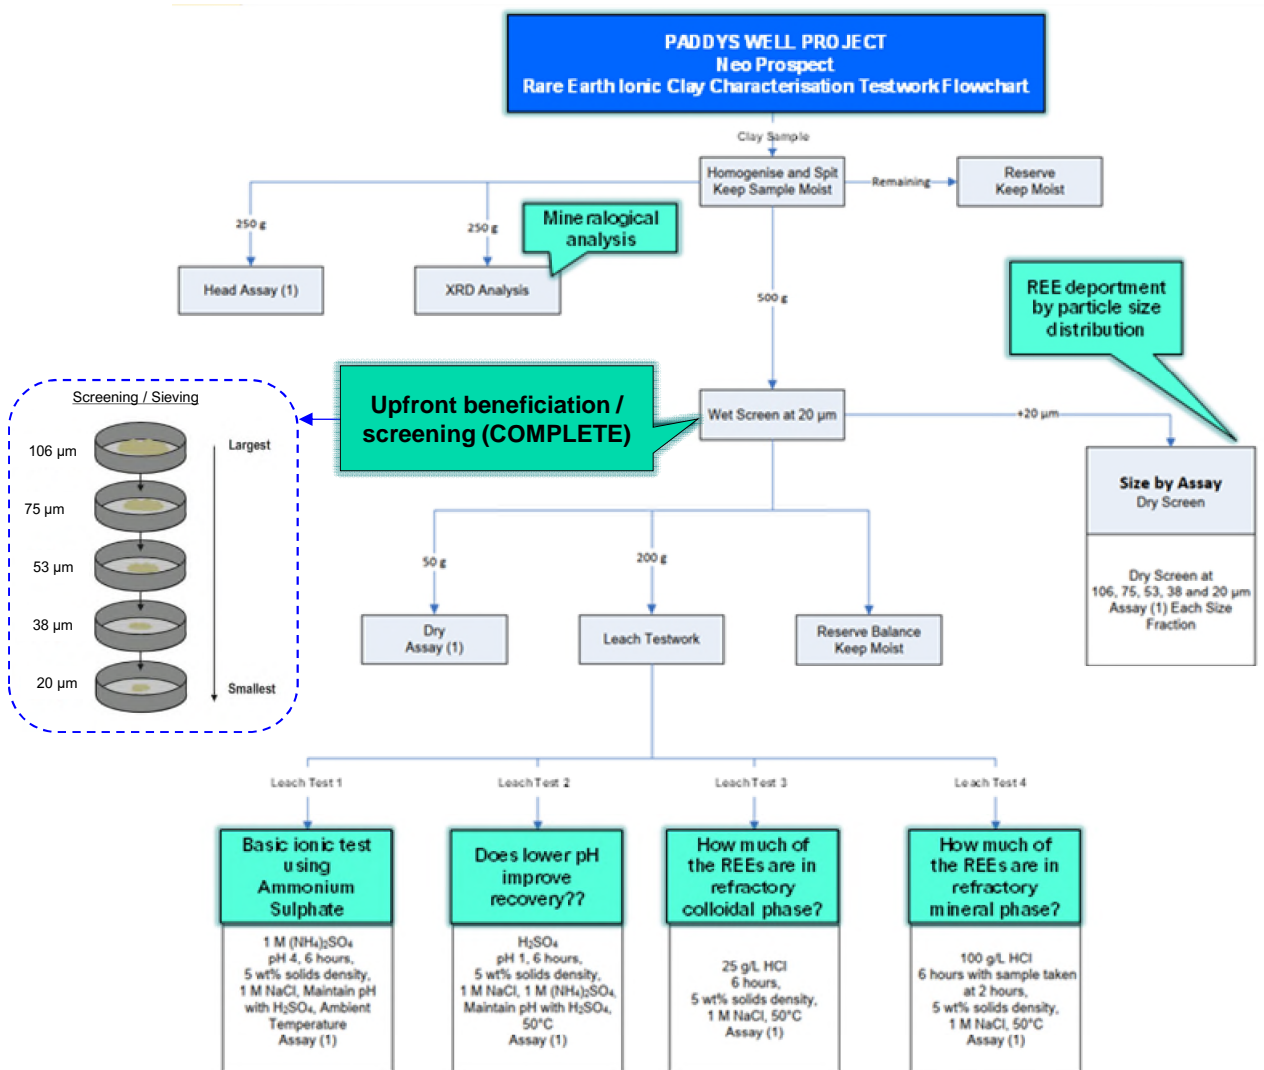 PADDYS WELL PROJECT
Neo Prospect
Rare Earth Ionic Clay Characterisation Testwork Flowchart
Clay Sample
Homogenise and Spit
Keep Sample Moist
Remaining
Reserve
Keep Moist
250 g
250 g
Mineralogical
analysis
Head Assay (1)
XRD Analysis
500 g
REE deportment
by particle size
distribution
Screening / Sieving
106 µm
75 µm
53 µm
38 µm
20 µm
Largest
Smallest
Upfront beneficiation /
screening (COMPLETE)
Wet Screen at 20 µm
+20 µm
Size by Assay
Dry Screen
Dry Screen at
106, 75, 53, 38 and 20 µm
Assay (1) Each Size
Fraction
50 g
200 g
Dry
Assay (1)
Leach Testwork
Reserve Balance
Keep Moist
Leach Test 1
Leach Test 2
Leach Test 3
Leach Test 4
Basic ionic test
using
Ammonium
Sulphate
1 M (NH₄)₂SO₄
pH 4, 6 hours,
5 wt% solids density,
1 M NaCl, Maintain pH
with H₂SO₄, Ambient
Temperature
Assay (1)
Does lower pH
improve
recovery??
H₂SO₄
pH 1, 6 hours,
5 wt% solids density,
1 M NaCl, 1 M (NH₄)₂SO₄,
Maintain pH with H₂SO₄,
50°C
Assay (1)
How much of
the REEs are in
refractory
colloidal phase?
25 g/L HCl
6 hours,
5 wt% solids density,
1 M NaCl, 50°C
Assay (1)
How much of
the REEs are in
refractory
mineral phase?
100 g/L HCl
6 hours with sample taken
at 2 hours,
5 wt% solids density,
1 M NaCl, 50°C
Assay (1)